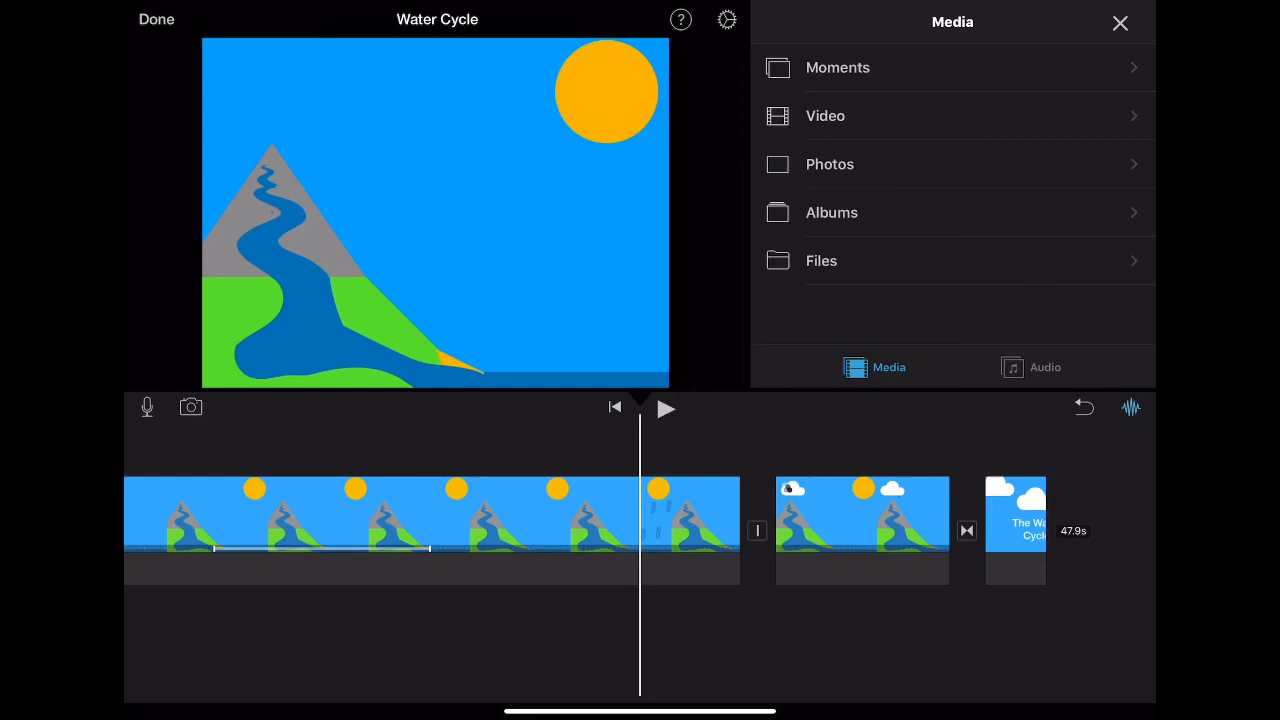 Done
Water Cycle
?
Media
Moments
Video
Photos
Albums
Files
Media
Audio
The Wa
Cycl
47.9s